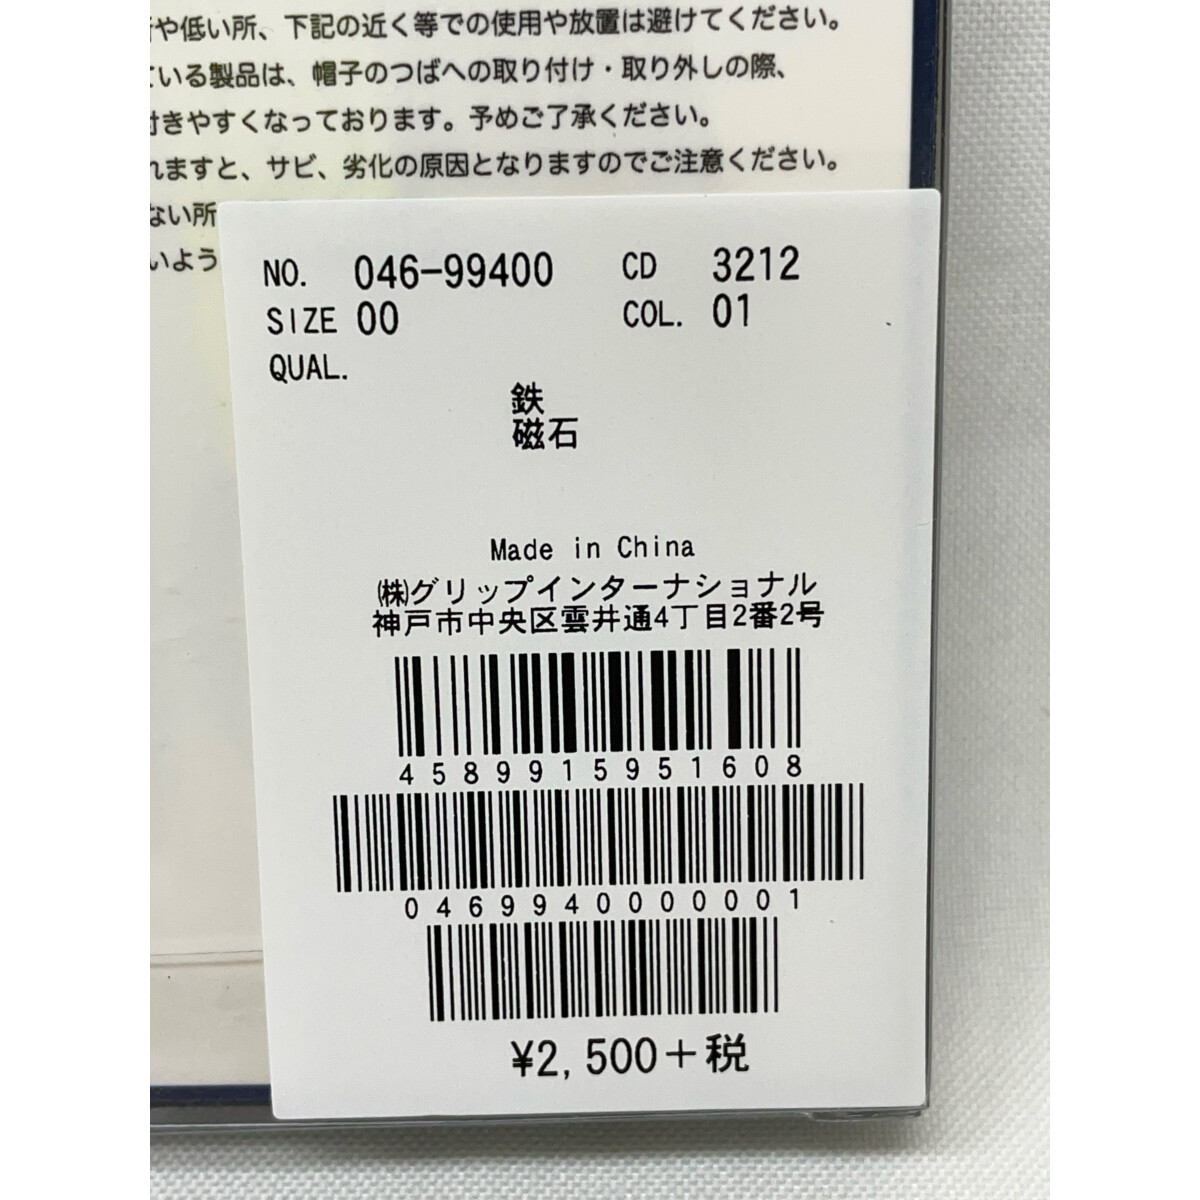 や低い所、下記の近く等での使用や放置は避けてください。
ている製品は、帽子のつばへの取り付け・取り外しの際、
付きやすくなっております。予めご了承ください。
れますと、サビ、劣化の原因となりますのでご注意ください。
ない所
いよう
NO. 046-99400 CD 3212
SIZE 00 COL. 01
QUAL.
鉄
磁石
Made in China
㈱グリップインターナショナル
神戸市中央区雲井通4丁目2番2号
4589915951608
0469940000001
¥2,500+税